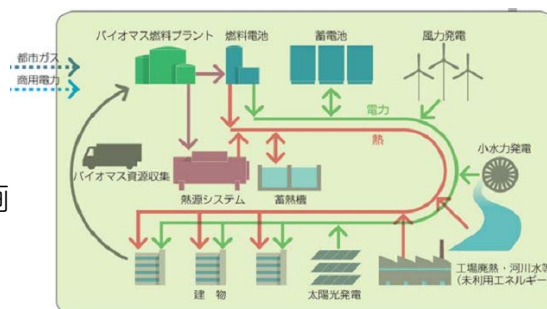 バイオマス燃料プラント
燃料電池
蓄電池
風力発電
都市ガス
商用電力
電力
熱
小水力発電
バイオマス資源収集
熱源システム
蓄熱槽
建　物
太陽光発電
工場廃熱・河川水等
（未利用エネルギー